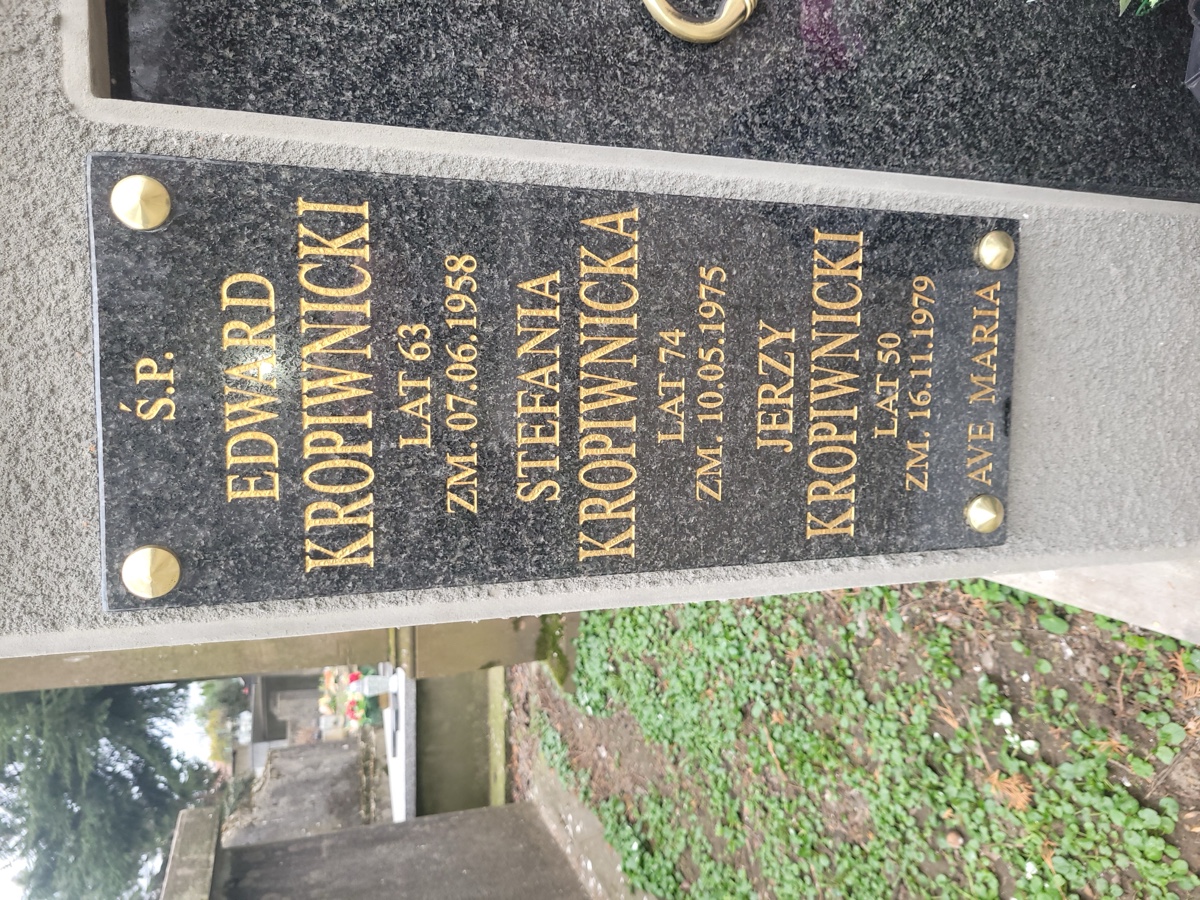 Ś.P.
EDWARD
KROPIWNICKI
LAT 63
ZM. 07.06.1958
STEFANIA
KROPIWNICKA
LAT 74
ZM. 10.05.1975
JERZY
KROPIWNICKI
LAT 50
ZM. 16.11.1979
AVE MARIA